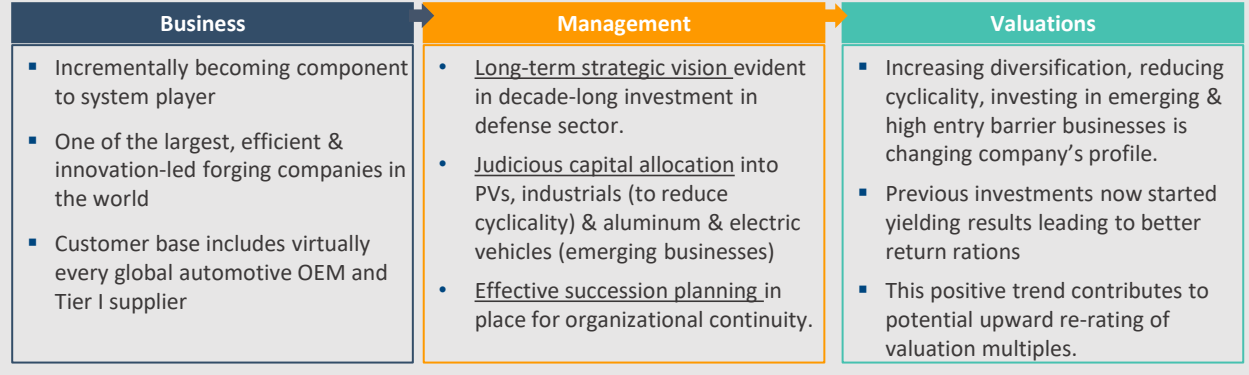 Business
▪ Incrementally becoming component
to system player
▪ One of the largest, efficient &
innovation-led forging companies in
the world
▪ Customer base includes virtually
every global automotive OEM and
Tier I supplier
Management
• Long-term strategic vision evident
in decade-long investment in
defense sector.
• Judicious capital allocation into
PVs, industrials (to reduce
cyclicality) & aluminum & electric
vehicles (emerging businesses)
• Effective succession planning in
place for organizational continuity.
Valuations
▪ Increasing diversification, reducing
cyclicality, investing in emerging &
high entry barrier businesses is
changing company’s profile.
▪ Previous investments now started
yielding results leading to better
return rations
▪ This positive trend contributes to
potential upward re-rating of
valuation multiples.